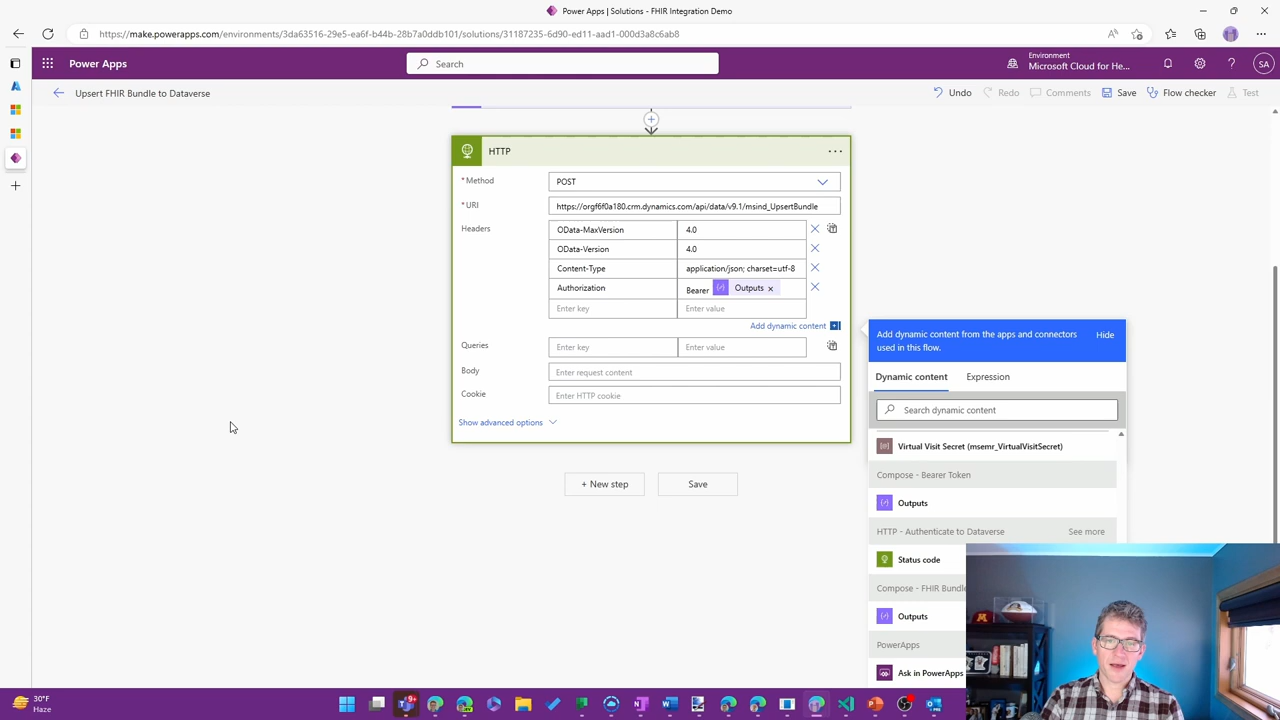 Power Apps | Solutions - FHIR Integration Demo
https://make.powerapps.com/environments/3da63516-29e5-ea6f-b44b-28b7a0ddb101/solutions/31187235-6d90-ed11-aad1-000d3a8c6ab8
Power Apps
Search
Environment
Microsoft Cloud for He...
SA
Upsert FHIR Bundle to Dataverse
Undo
Redo
Comments
Save
Flow checker
Test
HTTP
* Method
POST
* URI
https://orgf6f0a180.crm.dynamics.com/api/data/v9.1/msind_UpsertBundle
Headers
OData-MaxVersion
4.0
OData-Version
4.0
Content-Type
application/json; charset=utf-8
Authorization
Bearer Outputs
Enter key
Enter value
Add dynamic content
Queries
Enter key
Enter value
Body
Enter request content
Cookie
Enter HTTP cookie
Show advanced options
+ New step
Save
Add dynamic content from the apps and connectors
used in this flow.
Hide
Dynamic content
Expression
Search dynamic content
Virtual Visit Secret (msemr_VirtualVisitSecret)
Compose - Bearer Token
Outputs
HTTP - Authenticate to Dataverse
See more
Status code
Compose - FHIR Bundle
Outputs
PowerApps
Ask in PowerApps
30°F
Haze